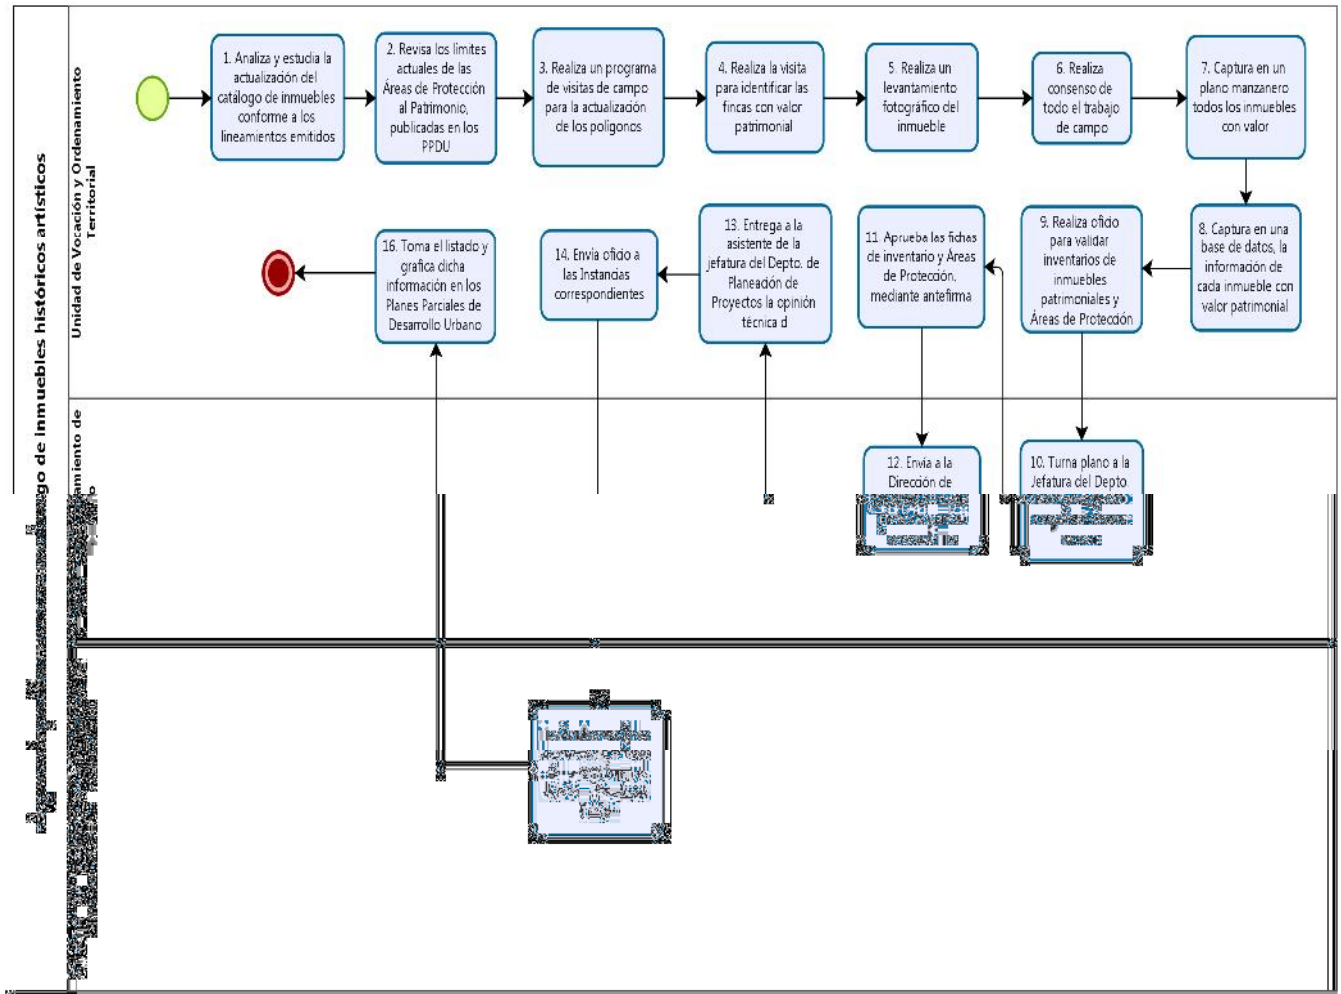 go de inmuebles históricos artísticos
Unidad de Vocación y Ordenamiento
Territorial
1. Analiza y estudia la
actualización del
catálogo de inmuebles
conforme a los
lineamientos emitidos
2. Revisa los límites
actuales de las
Áreas de Protección
al Patrimonio,
publicadas en los
PPDU
3. Realiza un programa
de visitas de campo
para la actualización
de los polígonos
4. Realiza la visita
para identificar las
fincas con valor
patrimonial
5. Realiza un
levantamiento
fotográfico del
inmueble
6. Realiza
consenso de
todo el trabajo
de campo
7. Captura en un
plano manzanero
todos los inmuebles
con valor
16. Toma el listado y
grafica dicha
información en los
Planes Parciales de
Desarrollo Urbano
14. Envía oficio a
las Instancias
correspondientes
13. Entrega a la
asistente de la
jefatura del Depto. de
Planeación de
Proyectos la opinión
técnica d
11. Aprueba las fichas
de inventario y Áreas
de Protección,
mediante antefirma
9. Realiza oficio
para validar
inventarios de
inmuebles
patrimoniales y
Áreas de Protección
8. Captura en una
base de datos, la
información de
cada inmueble con
valor patrimonial
amiento de
12. Envía a la
Dirección de
10. Turna plano a la
Jefatura del Depto.